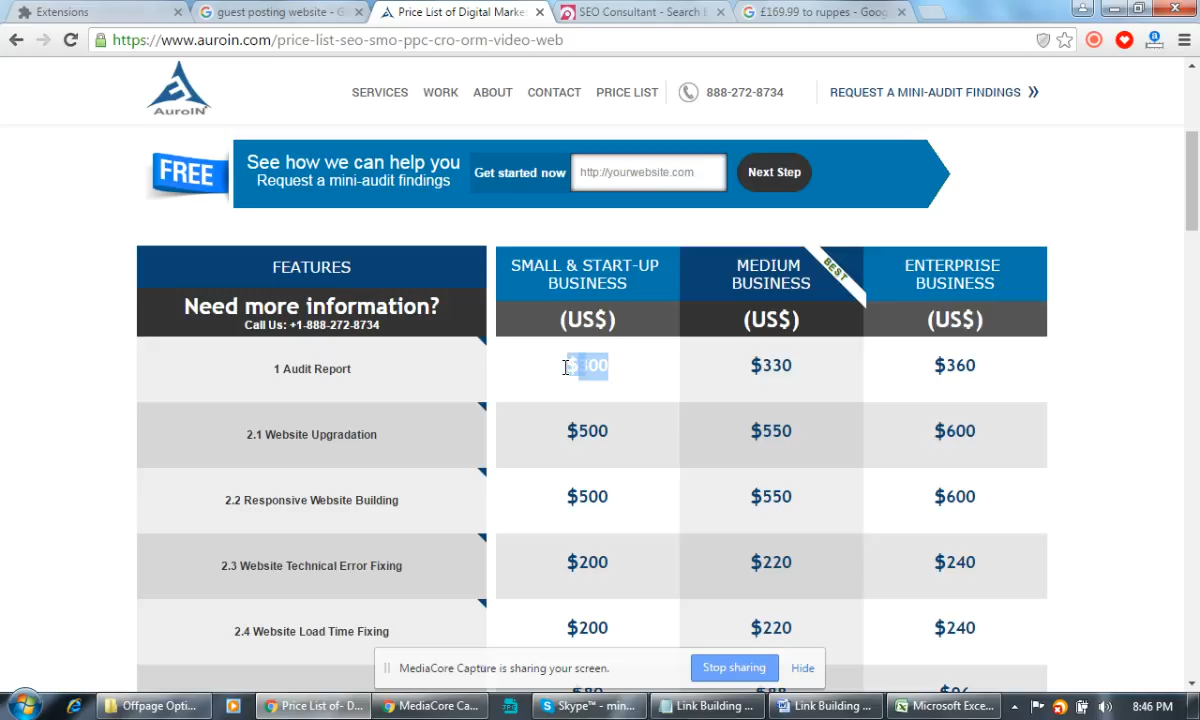 Extensions
guest posting website - G
Price List of Digital Marke
SEO Consultant - Search E
£169.99 to ruppes - Goog
https://www.auroin.com/price-list-seo-smo-ppc-cro-orm-video-web
AuroIN
SERVICES WORK ABOUT CONTACT PRICE LIST 888-272-8734 REQUEST A MINI-AUDIT FINDINGS »
FREE
See how we can help you
Request a mini-audit findings
Get started now http://yourwebsite.com Next Step
FEATURES
Need more information?
Call Us: +1-888-272-8734
SMALL & START-UP
BUSINESS
(US$)
MEDIUM
BUSINESS
BEST
(US$)
ENTERPRISE
BUSINESS
(US$)
1 Audit Report $300 $330 $360
2.1 Website Upgradation $500 $550 $600
2.2 Responsive Website Building $500 $550 $600
2.3 Website Technical Error Fixing $200 $220 $240
2.4 Website Load Time Fixing $200 $220 $240
MediaCore Capture is sharing your screen. Stop sharing Hide
Offpage Opti... Price List of- D... MediaCore Ca... Skype™ - min... Link Building ... Link Building ... Microsoft Exce... 8:46 PM